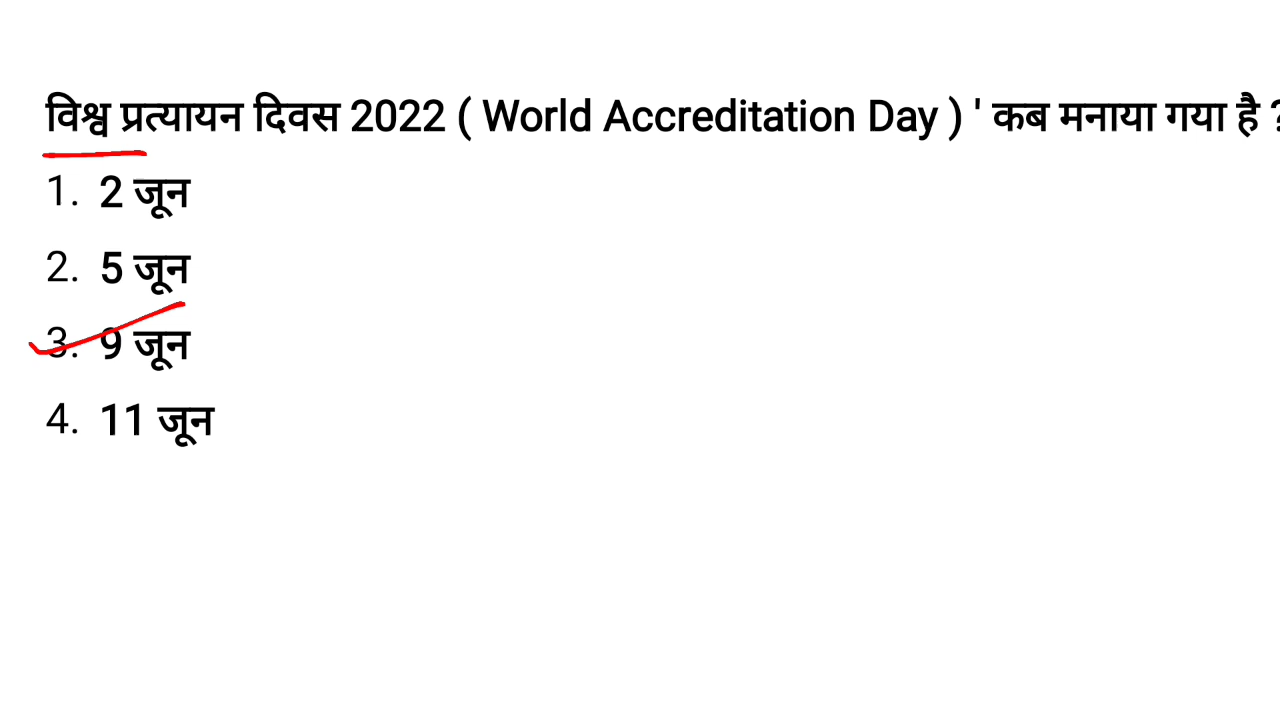 विश्व प्रत्यायन दिवस 2022 ( World Accreditation Day ) ' कब मनाया गया है ?
1. 2 जून
2. 5 जून
3. 9 जून
4. 11 जून